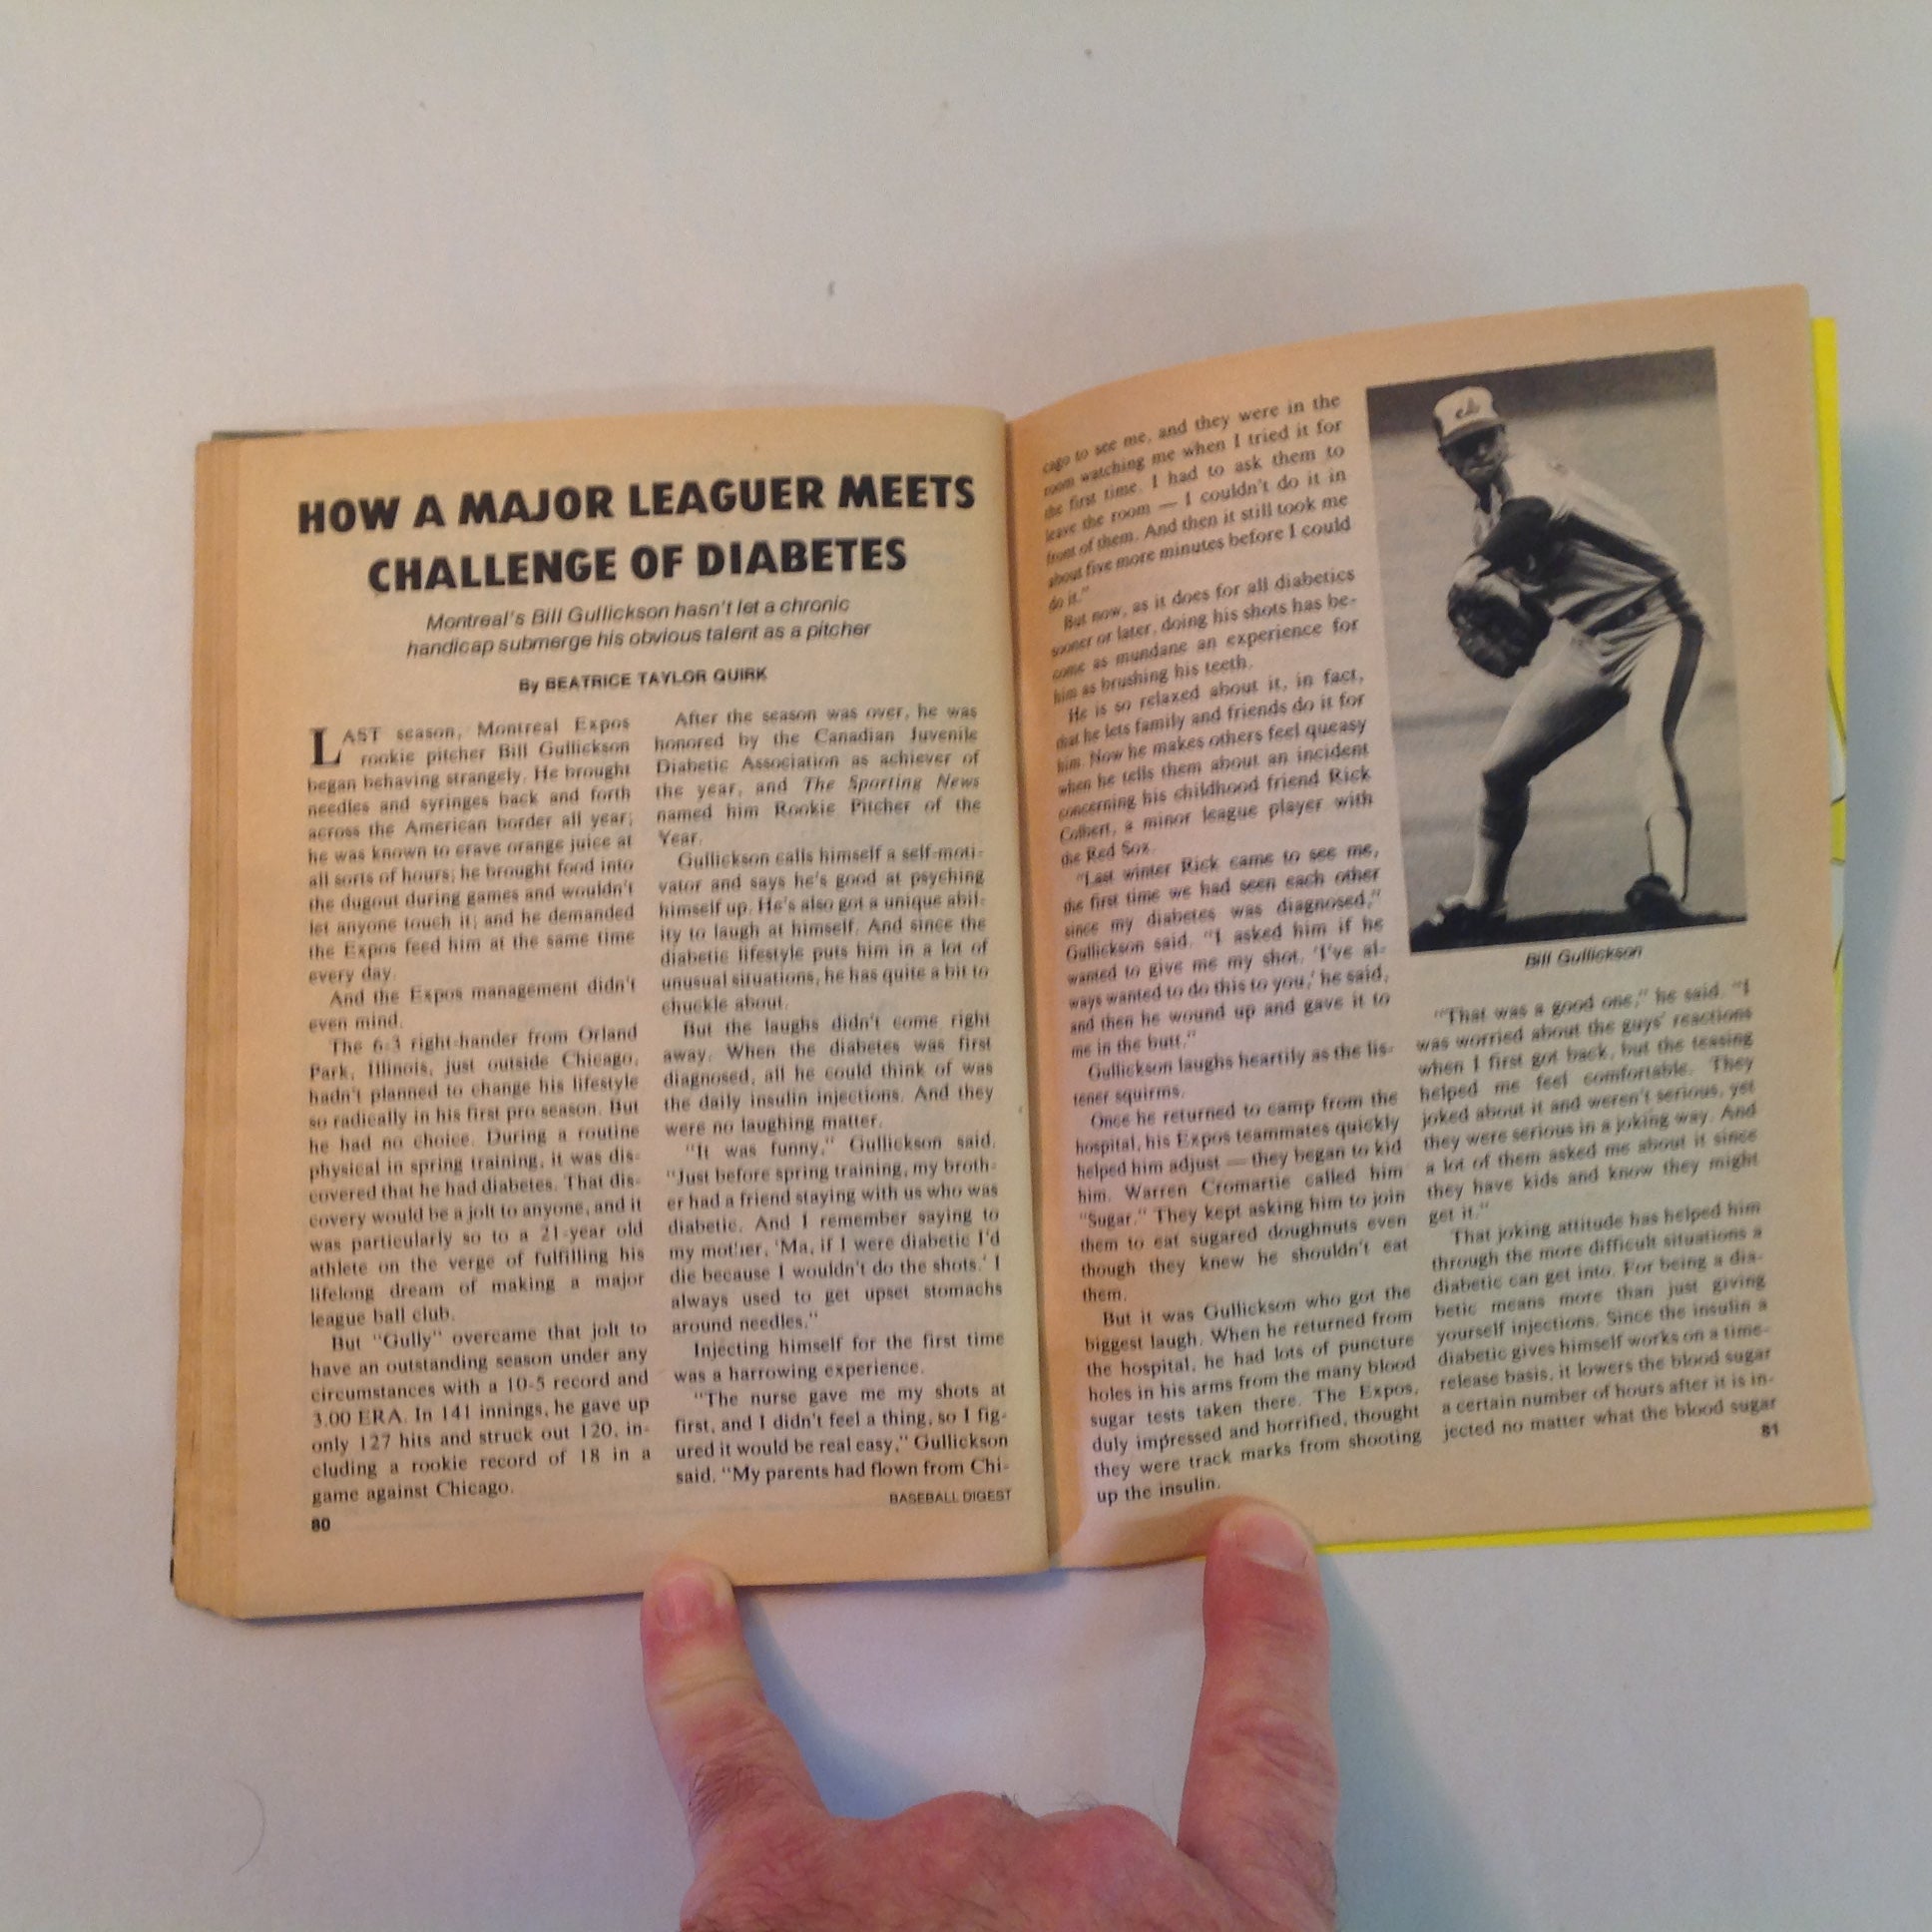 HOW A MAJOR LEAGUER MEETS
CHALLENGE OF DIABETES
Montreal's Bill Gullickson hasn't let a chronic
handicap submerge his obvious talent as a pitcher
By BEATRICE TAYLOR QUIRK
LAST season, Montreal Expos
rookie pitcher Bill Gullickson
began behaving strangely. He brought
needles and syringes back and forth
across the American border all year;
he was known to crave orange juice at
all sorts of hours; he brought food into
the dugout during games and wouldn't
let anyone touch it; and he demanded
the Expos feed him at the same time
every day.
And the Expos management didn't
even mind.
The 6-3 right-hander from Orland
Park, Illinois, just outside Chicago,
hadn't planned to change his lifestyle
so radically in his first pro season. But
he had no choice. During a routine
physical in spring training, it was dis-
covered that he had diabetes. That dis-
covery would be a jolt to anyone, and it
was particularly so to a 21-year old
athlete on the verge of fulfilling his
lifelong dream of making a major
league ball club.
But "Gully" overcame that jolt to
have an outstanding season under any
circumstances with a 10-5 record and
3.00 ERA. In 141 innings, he gave up
only 127 hits and struck out 120, in-
cluding a rookie record of 18 in a
game against Chicago.
80
After the season was over, he was
honored by the Canadian Juvenile
Diabetic Association as achiever of
the year, and The Sporting News
named him Rookie Pitcher of the
Year.
Gullickson calls himself a self-moti-
vator and says he's good at psyching
himself up. He's also got a unique abil-
ity to laugh at himself. And since the
diabetic lifestyle puts him in a lot of
unusual situations, he has quite a bit to
chuckle about.
But the laughs didn't come right
away. When the diabetes was first
diagnosed, all he could think of was
the daily insulin injections. And they
were no laughing matter.
"It was funny," Gullickson said.
"Just before spring training, my broth-
er had a friend staying with us who was
diabetic. And I remember saying to
my mother, 'Ma, if I were diabetic I'd
die because I wouldn't do the shots.' I
always used to get upset stomachs
around needles."
Injecting himself for the first time
was a harrowing experience.
"The nurse gave me my shots at
first, and I didn't feel a thing, so I fig-
ured it would be real easy," Gullickson
said. "My parents had flown from Chi-
BASEBALL DIGEST
cago to see me, and they were in the
room watching me when I tried it for
the first time. I had to ask them to
leave the room — I couldn't do it in
front of them. And then it still took me
about five more minutes before I could
do it."
But now, as it does for all diabetics
sooner or later, doing his shots has be-
come as mundane an experience for
him as brushing his teeth.
He is so relaxed about it, in fact,
that he lets family and friends do it for
him. Now he makes others feel queasy
when he tells them about an incident
concerning his childhood friend Rick
Colbert, a minor league player with
the Red Sox.
"Last winter Rick came to see me,
the first time we had seen each other
since my diabetes was diagnosed,"
Gullickson said. "I asked him if he
wanted to give me my shot. 'I've al-
ways wanted to do this to you,' he said,
and then he wound up and gave it to
me in the butt."
Gullickson laughs heartily as the lis-
tener squirms.
Once he returned to camp from the
hospital, his Expos teammates quickly
helped him adjust — they began to kid
him. Warren Cromartie called him
"Sugar." They kept asking him to join
them to eat sugared doughnuts even
though they knew he shouldn't eat
them.
But it was Gullickson who got the
biggest laugh. When he returned from
the hospital, he had lots of puncture
holes in his arms from the many blood
sugar tests taken there. The Expos,
duly impressed and horrified, thought
they were track marks from shooting
up the insulin.
Bill Gullickson
"That was a good one," he said. "I
was worried about the guys' reactions
when I first got back, but the teasing
helped me feel comfortable. They
joked about it and weren't serious, yet
they were serious in a joking way. And
a lot of them asked me about it since
they have kids and know they might
get it."
That joking attitude has helped him
through the more difficult situations a
diabetic can get into. For being a dia-
betic means more than just giving
yourself injections. Since the insulin a
diabetic gives himself works on a time-
release basis, it lowers the blood sugar
a certain number of hours after it is in-
jected no matter what the blood sugar
81